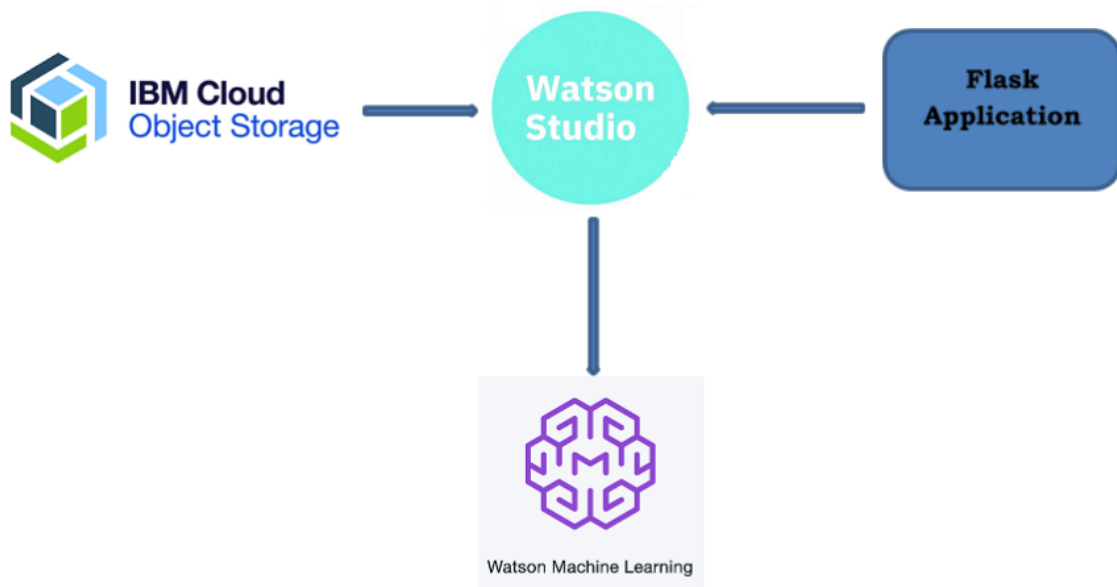 IBM Cloud
Object Storage
Watson
Studio
Flask
Application
Watson Machine Learning